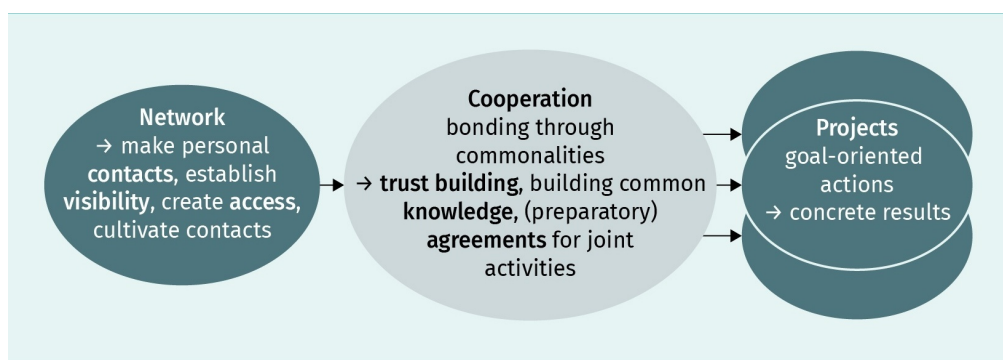 Network
→ make personal
contacts, establish
visibility, create access,
cultivate contacts
Cooperation
bonding through
commonalities
→ trust building, building common
knowledge, (preparatory)
agreements for joint
activities
Projects
goal-oriented
actions
→ concrete results